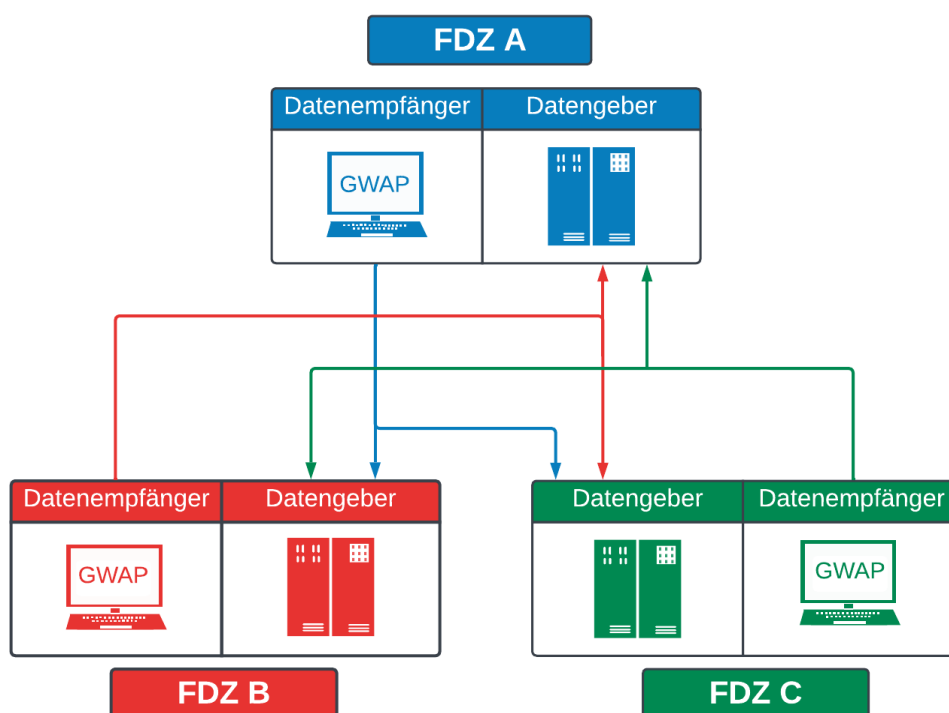 FDZ A
Datenempfänger Datengeber
GWAP
Datenempfänger Datengeber
GWAP
FDZ B
Datengeber Datenempfänger
GWAP
FDZ C